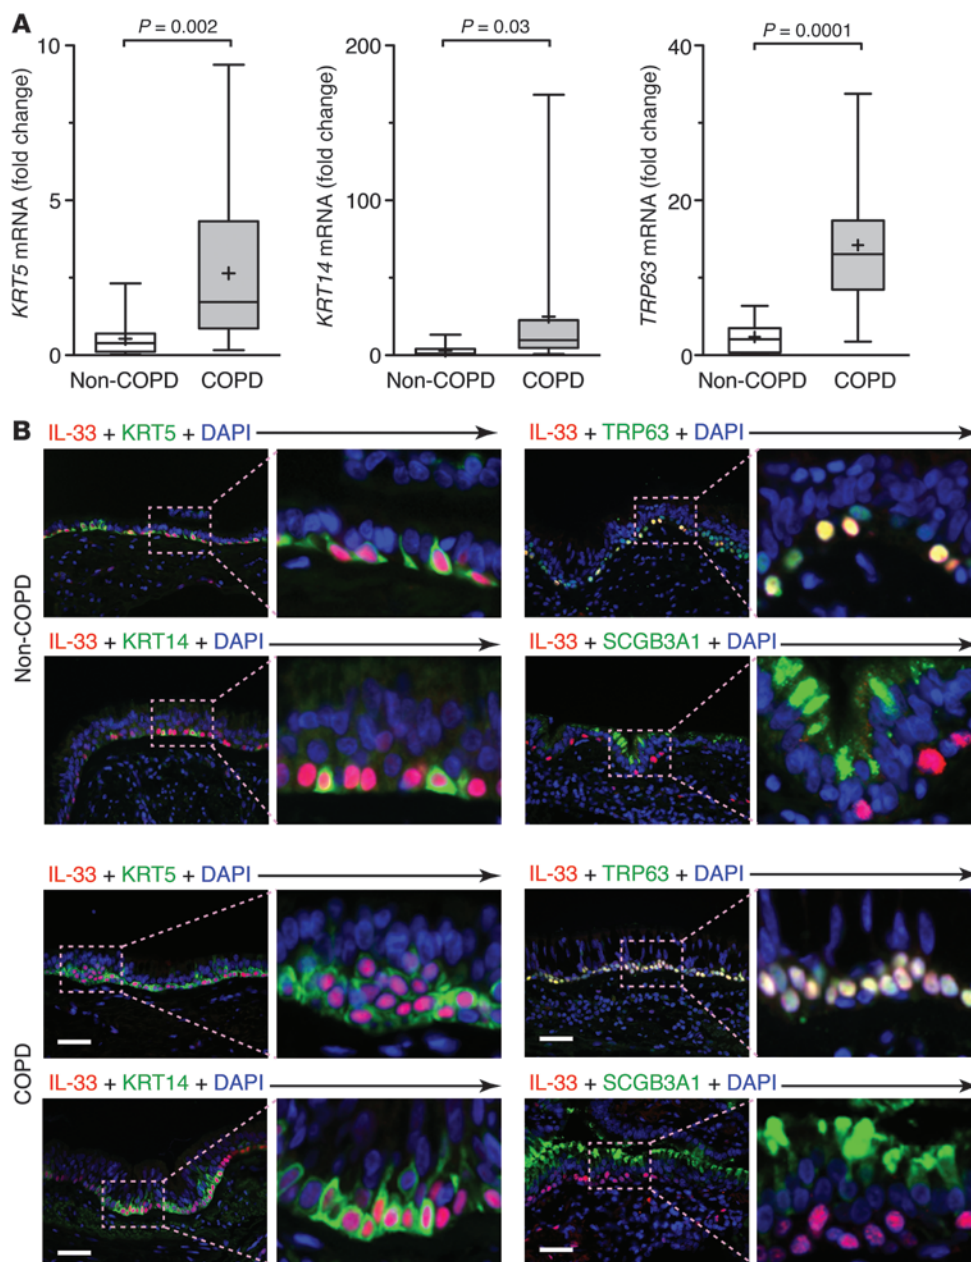 A
P = 0.002
P = 0.03
P = 0.0001
KRT5 mRNA (fold change)
10
5
0
Non-COPD
COPD
KRT14 mRNA (fold change)
200
100
0
Non-COPD
COPD
TRP63 mRNA (fold change)
40
20
0
Non-COPD
COPD
B
Non-COPD
IL-33 + KRT5 + DAPI
IL-33 + TRP63 + DAPI
IL-33 + KRT14 + DAPI
IL-33 + SCGB3A1 + DAPI
COPD
IL-33 + KRT5 + DAPI
IL-33 + TRP63 + DAPI
IL-33 + KRT14 + DAPI
IL-33 + SCGB3A1 + DAPI